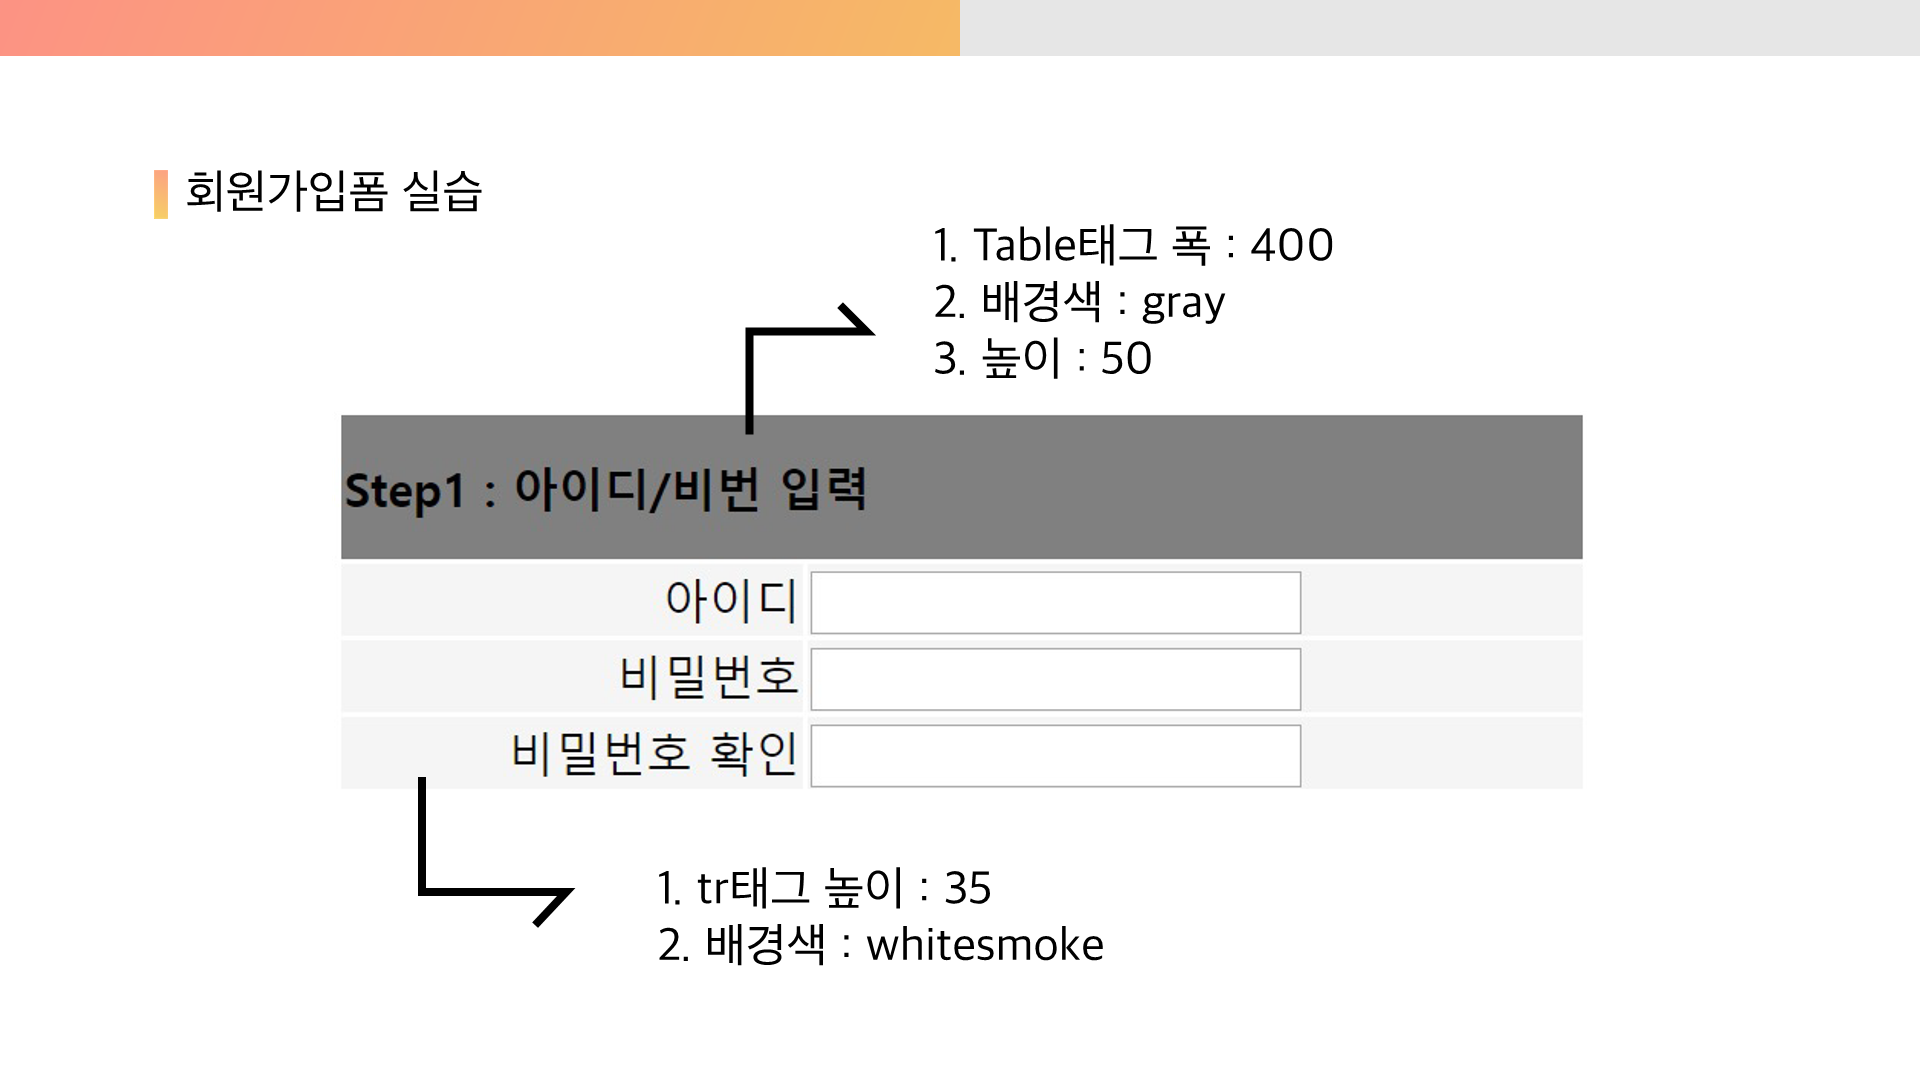 회원가입폼 실습
1. Table태그 폭 : 400
2. 배경색 : gray
3. 높이 : 50
Step1 : 아이디/비번 입력
아이디
비밀번호
비밀번호 확인
1. tr태그 높이 : 35
2. 배경색 : whitesmoke